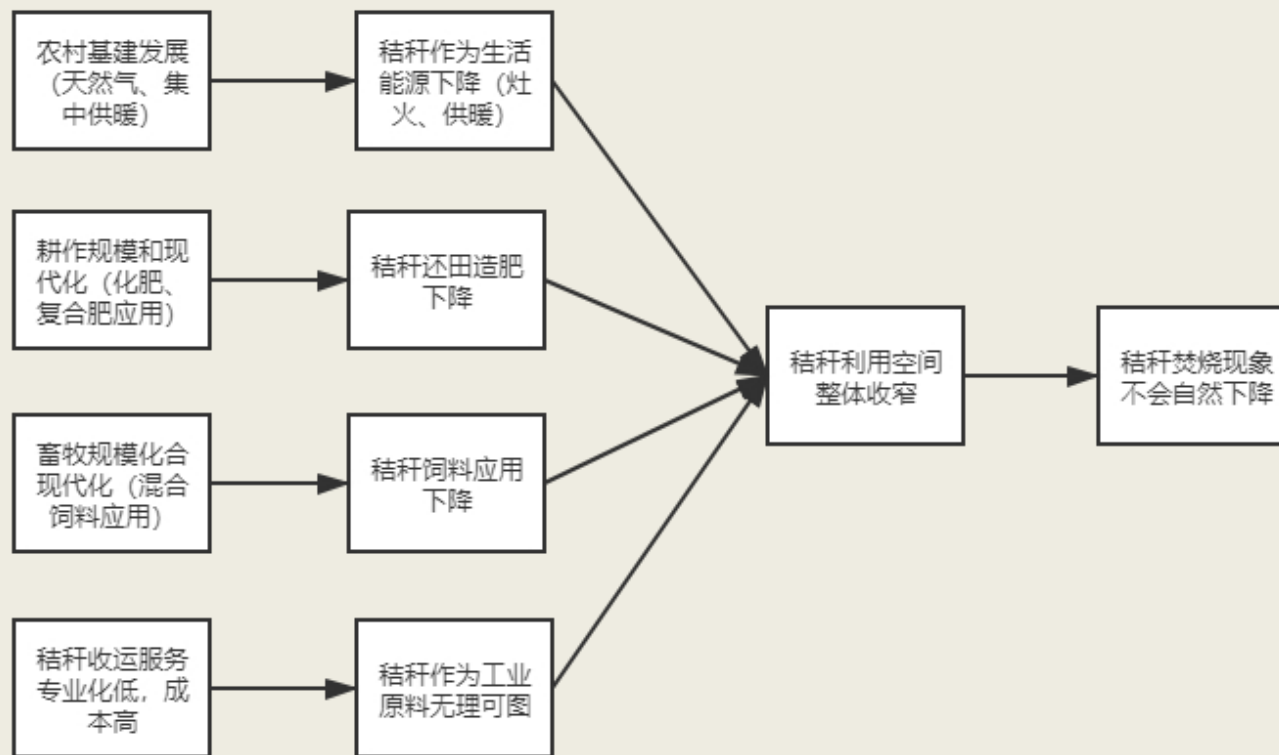 农村基建发展
（天然气、集
中供暖）
秸秆作为生活
能源下降（灶
火、供暖）
耕作规模和现
代化（化肥、
复合肥应用）
秸秆还田造肥
下降
畜牧规模化合
现代化（混合
饲料应用）
秸秆饲料应用
下降
秸秆收运服务
专业化低，成
本高
秸秆作为工业
原料无理可图
秸秆利用空间
整体收窄
秸秆焚烧现象
不会自然下降